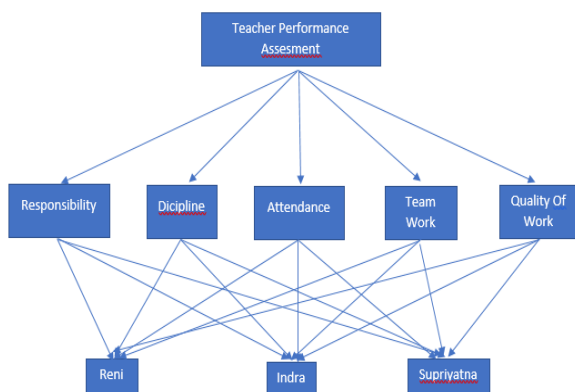 Teacher Performance
Assesment
Responsibility
Dicipline
Attendance
Team
Work
Quality Of
Work
Reni
Indra
Supriyatna